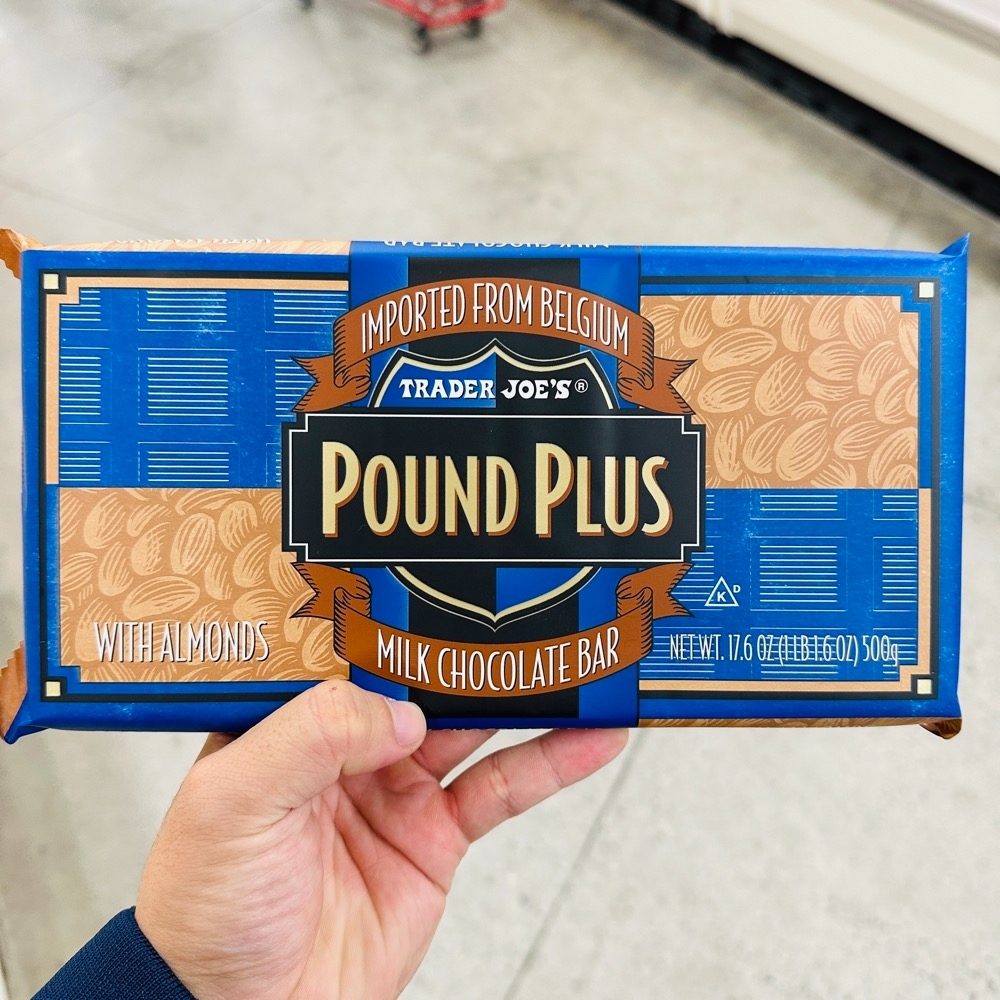 IMPORTED FROM BELGIUM
TRADER JOE'S®
POUND PLUS
K D
WITH ALMONDS
MILK CHOCOLATE BAR
NET WT. 17.6 OZ (1 LB 1.6 OZ) 500g